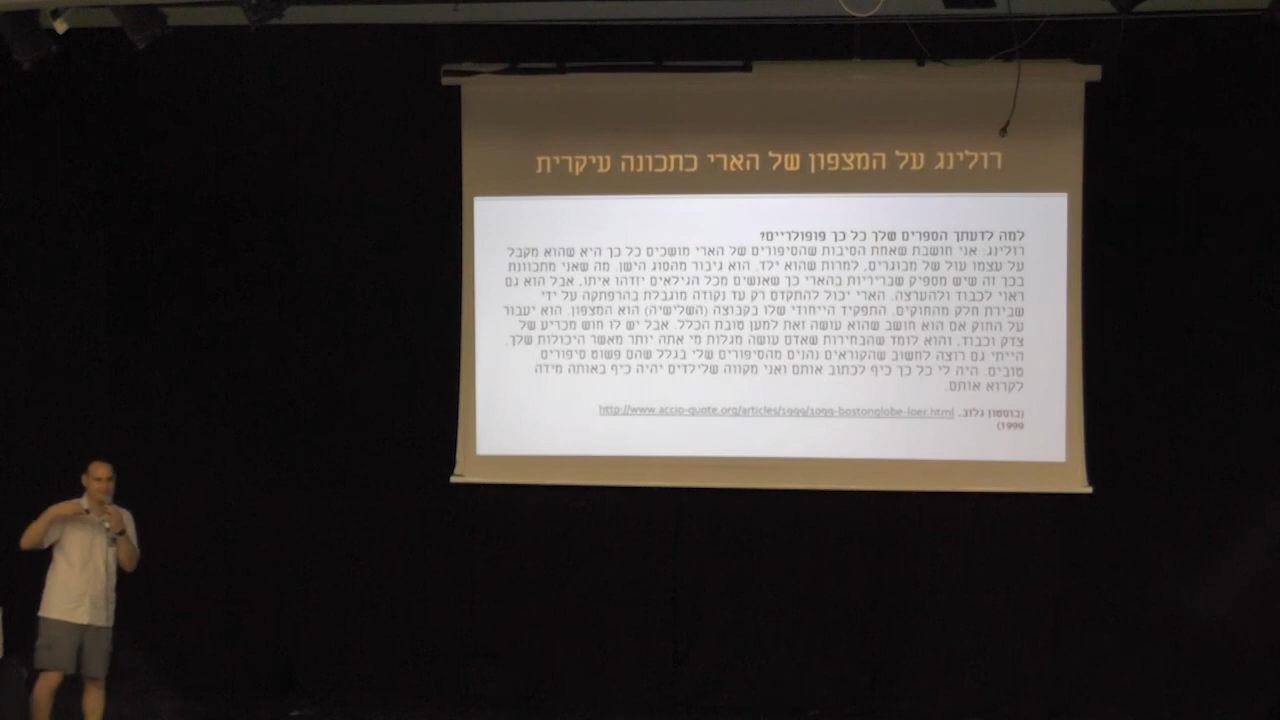 רולינג על המצפון של הארי כתכונה עיקרית
למה לדעתך הספרים שלך כל כך פופולריים?
רולינג: אני חושבת שאחת הסיבות שהסיפורים של הארי מושכים כל כך היא שהוא מקבל
על עצמו עול של מבוגרים, למרות שהוא ילד. הוא גיבור מהסוג הישן. מה שאני מתכוונת
בכך זה שיש מספיק שבריריות בהארי כך שאנשים מכל הגילאים יזדהו איתו, אבל הוא גם
ראוי לכבוד ולהערצה. הארי יכול להתקדם רק עד נקודה מוגבלת בהרפתקה על ידי
שבירת חלק מהחוקים. התפקיד הייחודי שלו בקבוצה (השלישיה) הוא המצפון. הוא יעבור
על החוק אם הוא חושב שהוא עושה זאת למען טובת הכלל. אבל יש לו חוש מכריע של
צדק וכבוד, והוא לומד שהבחירות שאדם עושה מגלות מי אתה יותר מאשר היכולות שלך.
הייתי גם רוצה לחשוב שהקוראים נהנים מהסיפורים שלי בגלל שהם פשוט סיפורים
טובים. היה לי כל כך כיף לכתוב אותם ואני מקווה שלילדים יהיה כיף באותה מידה
לקרוא אותם.
(בוסטון גלוב, http://www.accio-quote.org/articles/1999/1099-bostonglobe-loer.html
1999)